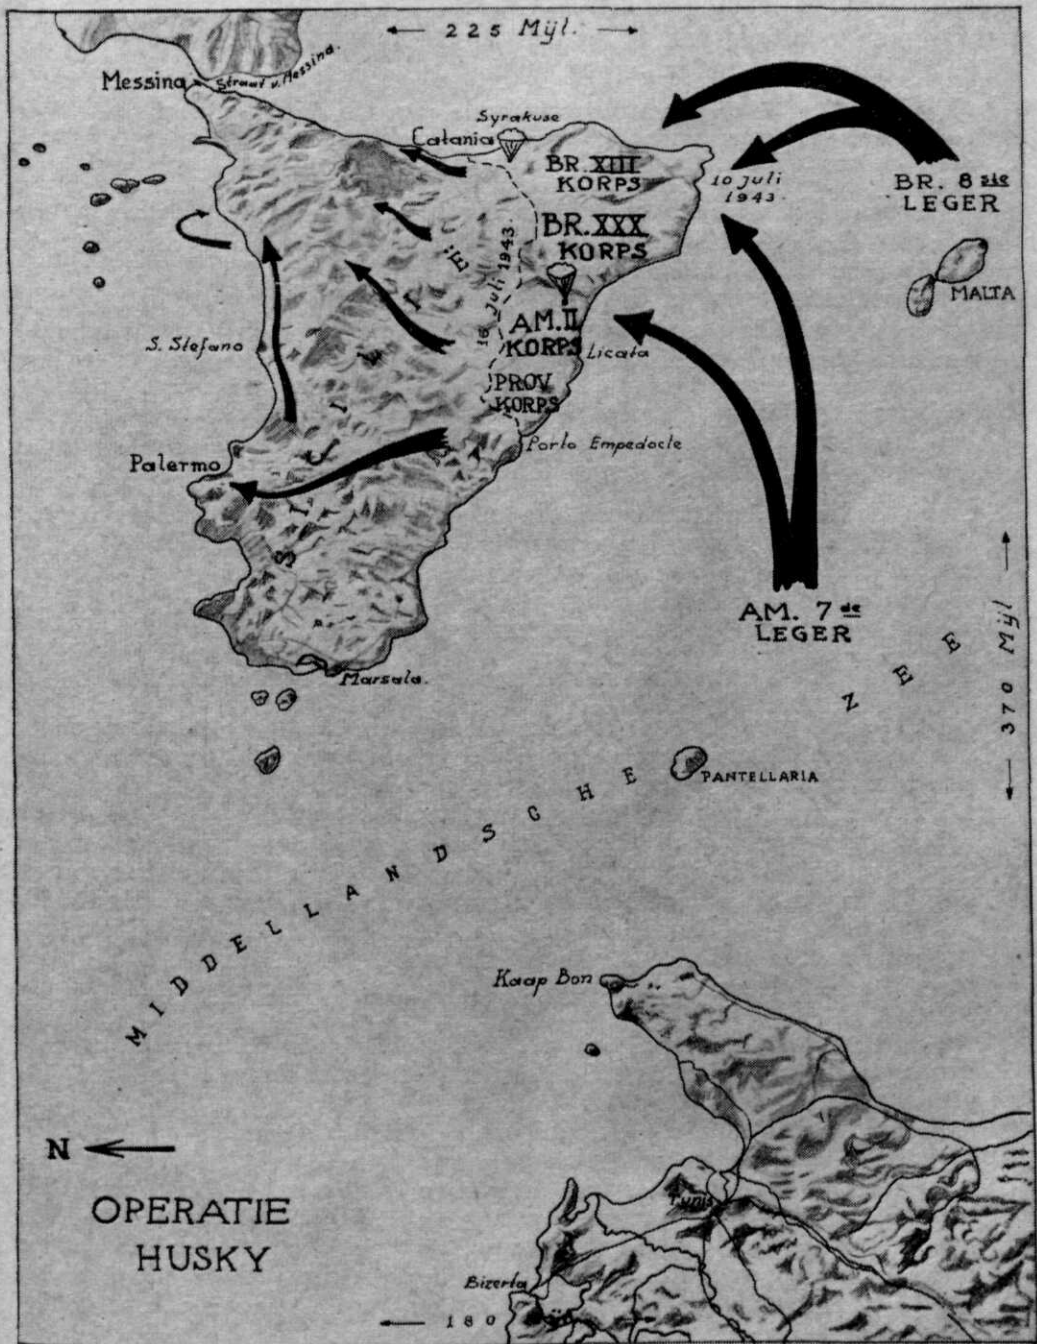 225 Mijl.
Messina
Straat v. Messina.
Syrakuse
Catania
BR. XIII
KORPS
10 juli
1943.
BR. 8ste
LEGER
BR. XXX
KORPS
MALTA
16 juli 1943.
AM. II
KORPS
S. Stefano
Licata
PROV
KORPS
Porto Empedocle
Palermo
SICILIË
AM. 7de
LEGER
370 Mijl
Marsala.
PANTELLARIA
MIDDELLANDSCHE ZEE
Kaap Bon
N
OPERATIE
HUSKY
Tunis
Bizerta
180